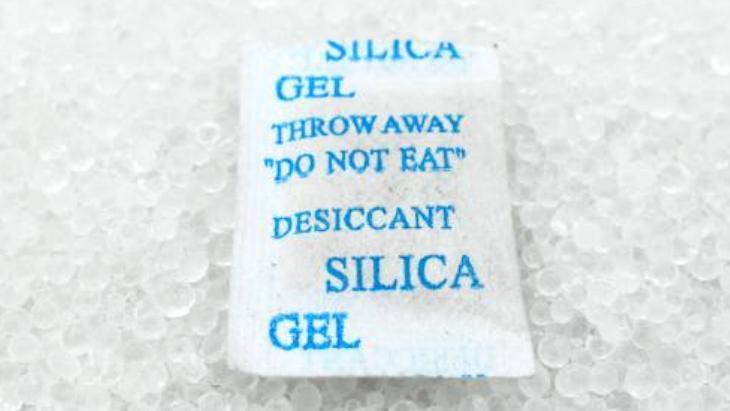 SILICA
GEL
THROW AWAY
"DO NOT EAT"
DESICCANT
SILICA
GEL